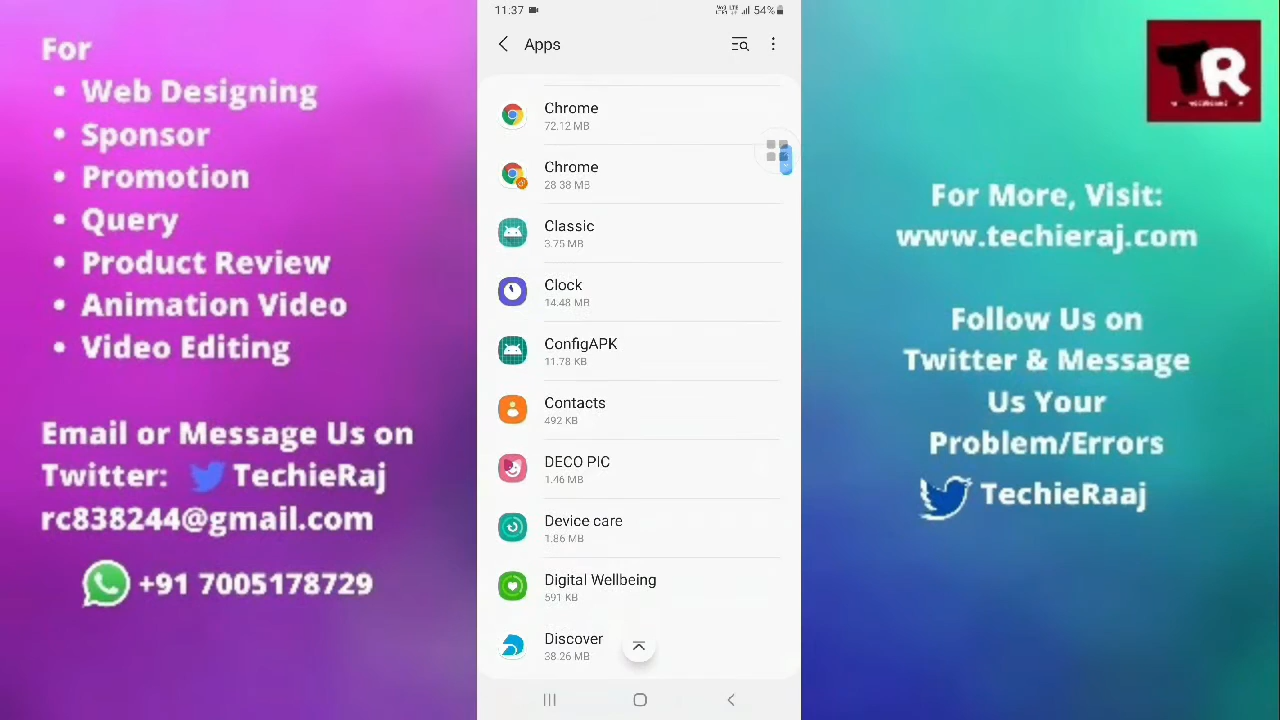 For
• Web Designing
• Sponsor
• Promotion
• Query
• Product Review
• Animation Video
• Video Editing
Email or Message Us on
Twitter: TechieRaj
rc838244@gmail.com
+91 7005178729
11.37
54%
Apps
Chrome
72.12 MB
Chrome
28.38 MB
Classic
3.75 MB
Clock
14.48 MB
ConfigAPK
11.78 KB
Contacts
492 KB
DECO PIC
1.46 MB
Device care
1.86 MB
Digital Wellbeing
591 KB
Discover
38.26 MB
TR
For More, Visit:
www.techieraj.com
Follow Us on
Twitter & Message
Us Your
Problem/Errors
TechieRaaj